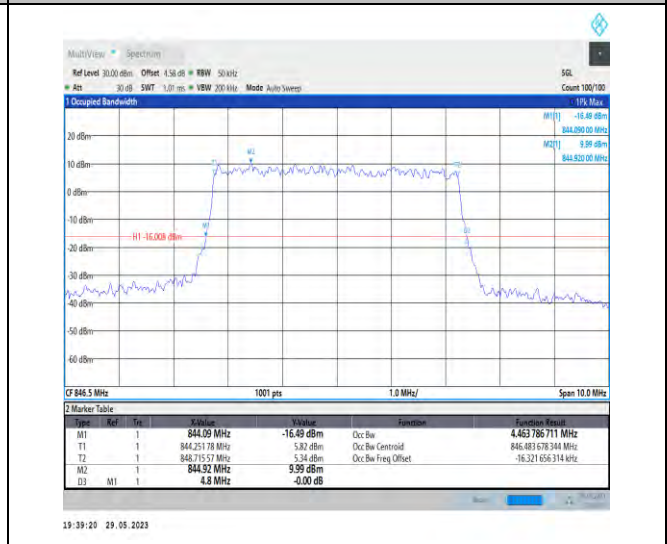 MultiView Spectrum
Ref Level 30.00 dBm Offset 4.58 dB RBW 50 kHz SGL
Att 30 dB SWT 1.01 ms VBW 200 kHz Mode Auto Sweep Count 100/100
1 Occupied Bandwidth 1Pk Max
M1[1] -16.49 dBm
844.090 00 MHz
M2[1] 9.99 dBm
844.920 00 MHz
20 dBm
M2
10 dBm
T1 T2
0 dBm
-10 dBm
M1 D3
H1 -16.008 dBm
-20 dBm
-30 dBm
-40 dBm
-50 dBm
-60 dBm
CF 846.5 MHz 1001 pts 1.0 MHz/ Span 10.0 MHz
2 Marker Table
Type Ref Trc X-Value Y-Value Function Function Result
M1 1 844.09 MHz -16.49 dBm Occ Bw 4.463 786 711 MHz
T1 1 844.251 78 MHz 5.82 dBm Occ Bw Centroid 846.483 678 344 MHz
T2 1 848.715 57 MHz 5.34 dBm Occ Bw Freq Offset -16.321 656 314 kHz
M2 1 844.92 MHz 9.99 dBm
D3 M1 1 4.8 MHz -0.00 dB
19:39:20 29.05.2023